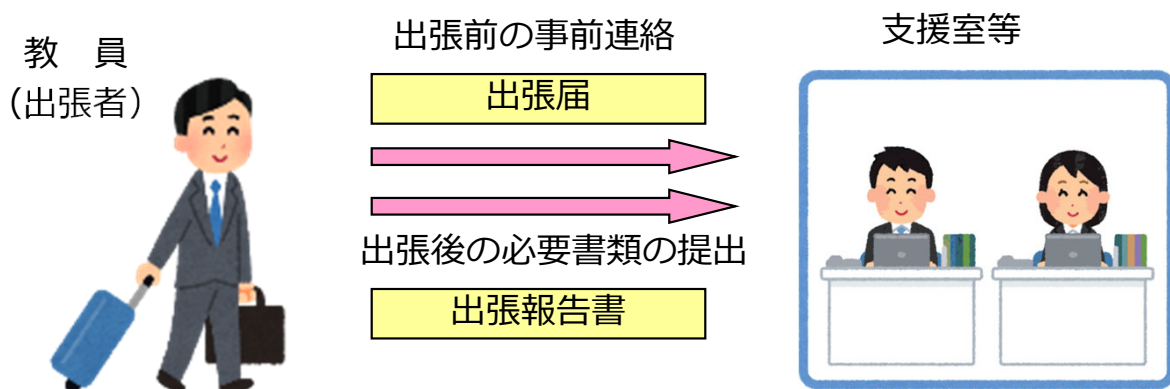 教　員
(出張者)
出張前の事前連絡
出張届
出張後の必要書類の提出
出張報告書
支援室等